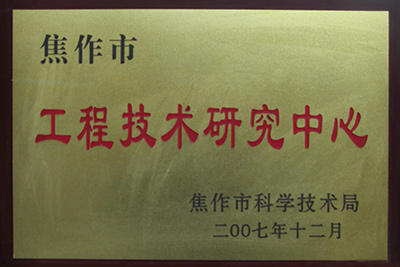 焦作市
工程技术研究中心
焦作市科学技术局
二00七年十二月